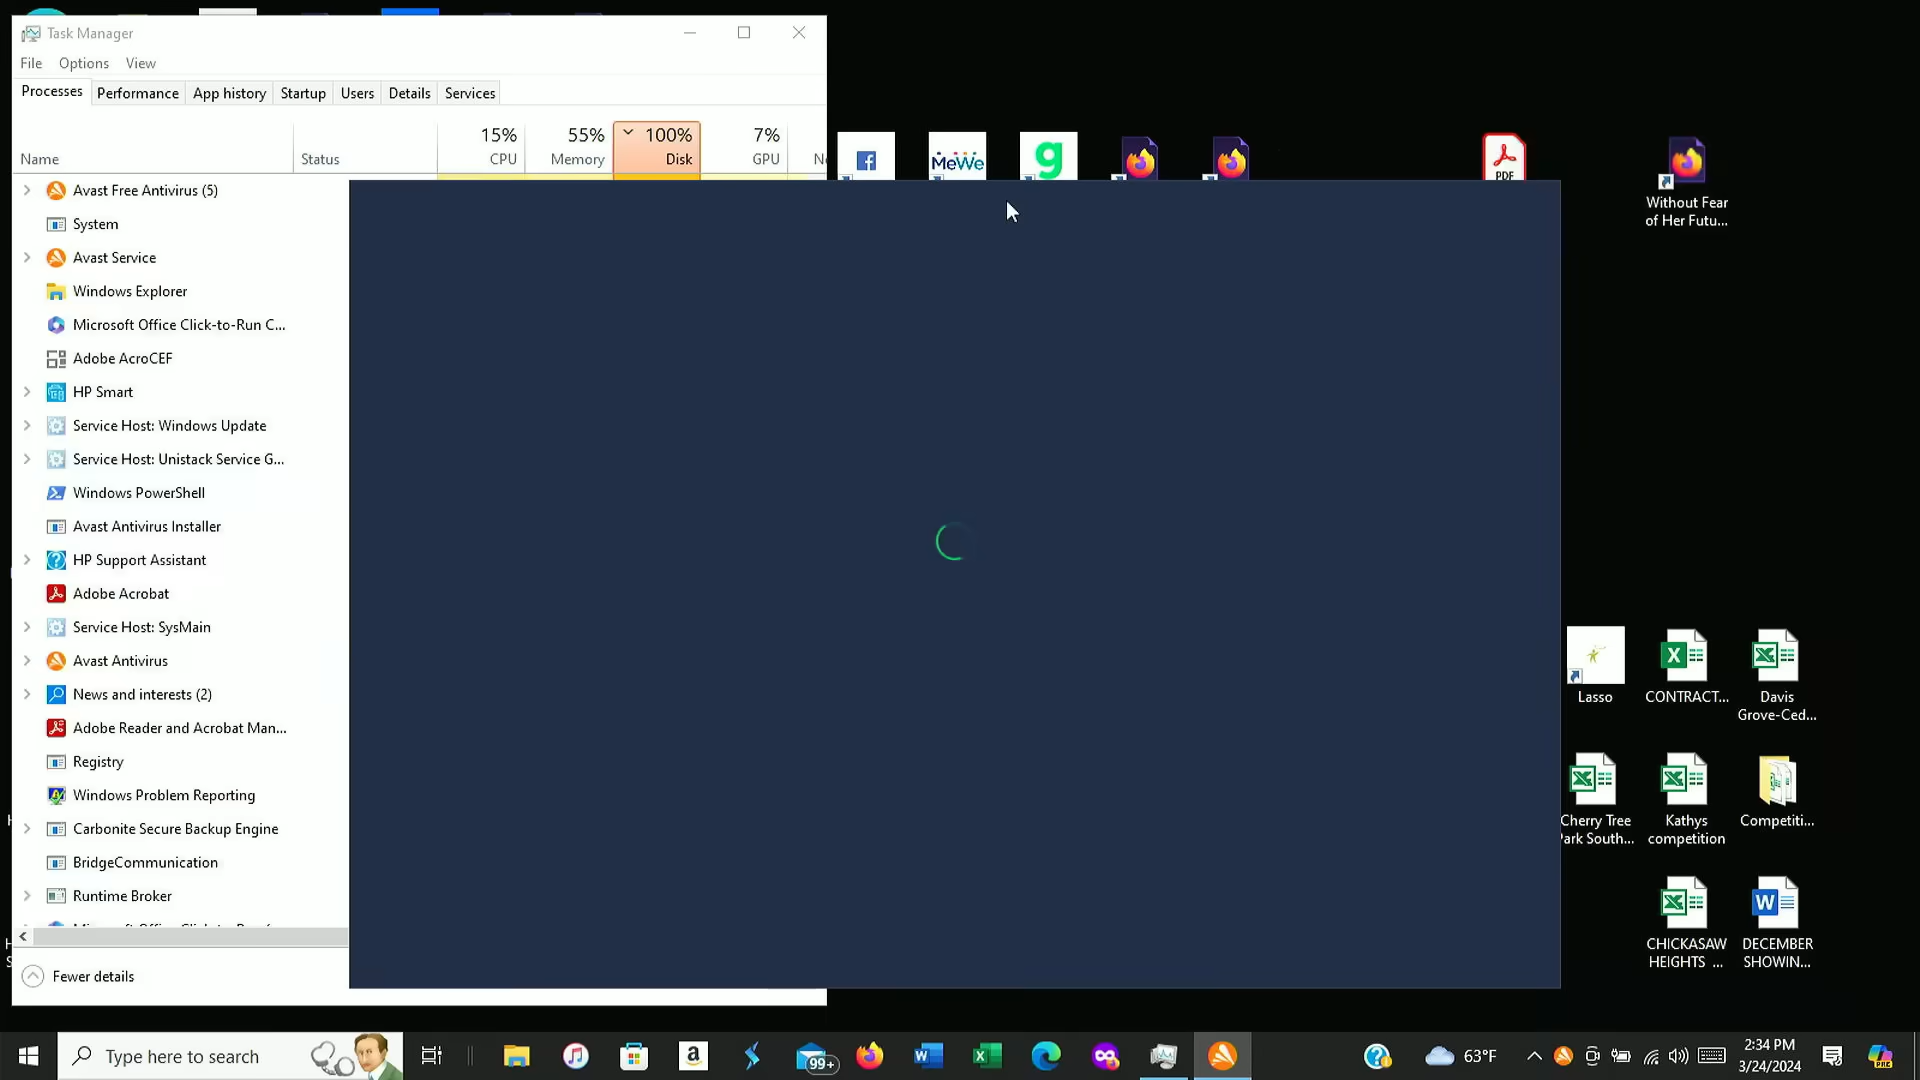 Task Manager
File Options View
Processes Performance App history Startup Users Details Services
15% 55% 100% 7%
Name Status CPU Memory Disk GPU
Avast Free Antivirus (5)
System
Avast Service
Windows Explorer
Microsoft Office Click-to-Run C...
Adobe AcroCEF
HP Smart
Service Host: Windows Update
Service Host: Unistack Service G...
Windows PowerShell
Avast Antivirus Installer
HP Support Assistant
Adobe Acrobat
Service Host: SysMain
Avast Antivirus
News and interests (2)
Adobe Reader and Acrobat Man...
Registry
Windows Problem Reporting
Carbonite Secure Backup Engine
BridgeCommunication
Runtime Broker
Fewer details
MeWe
g
PDF
Without Fear
of Her Futu...
Lasso
CONTRACT...
Davis
Grove-Ced...
Cherry Tree
Park South...
Kathys
competition
Competiti...
CHICKASAW
HEIGHTS ...
DECEMBER
SHOWIN...
Type here to search
99+
63°F
2:34 PM
3/24/2024